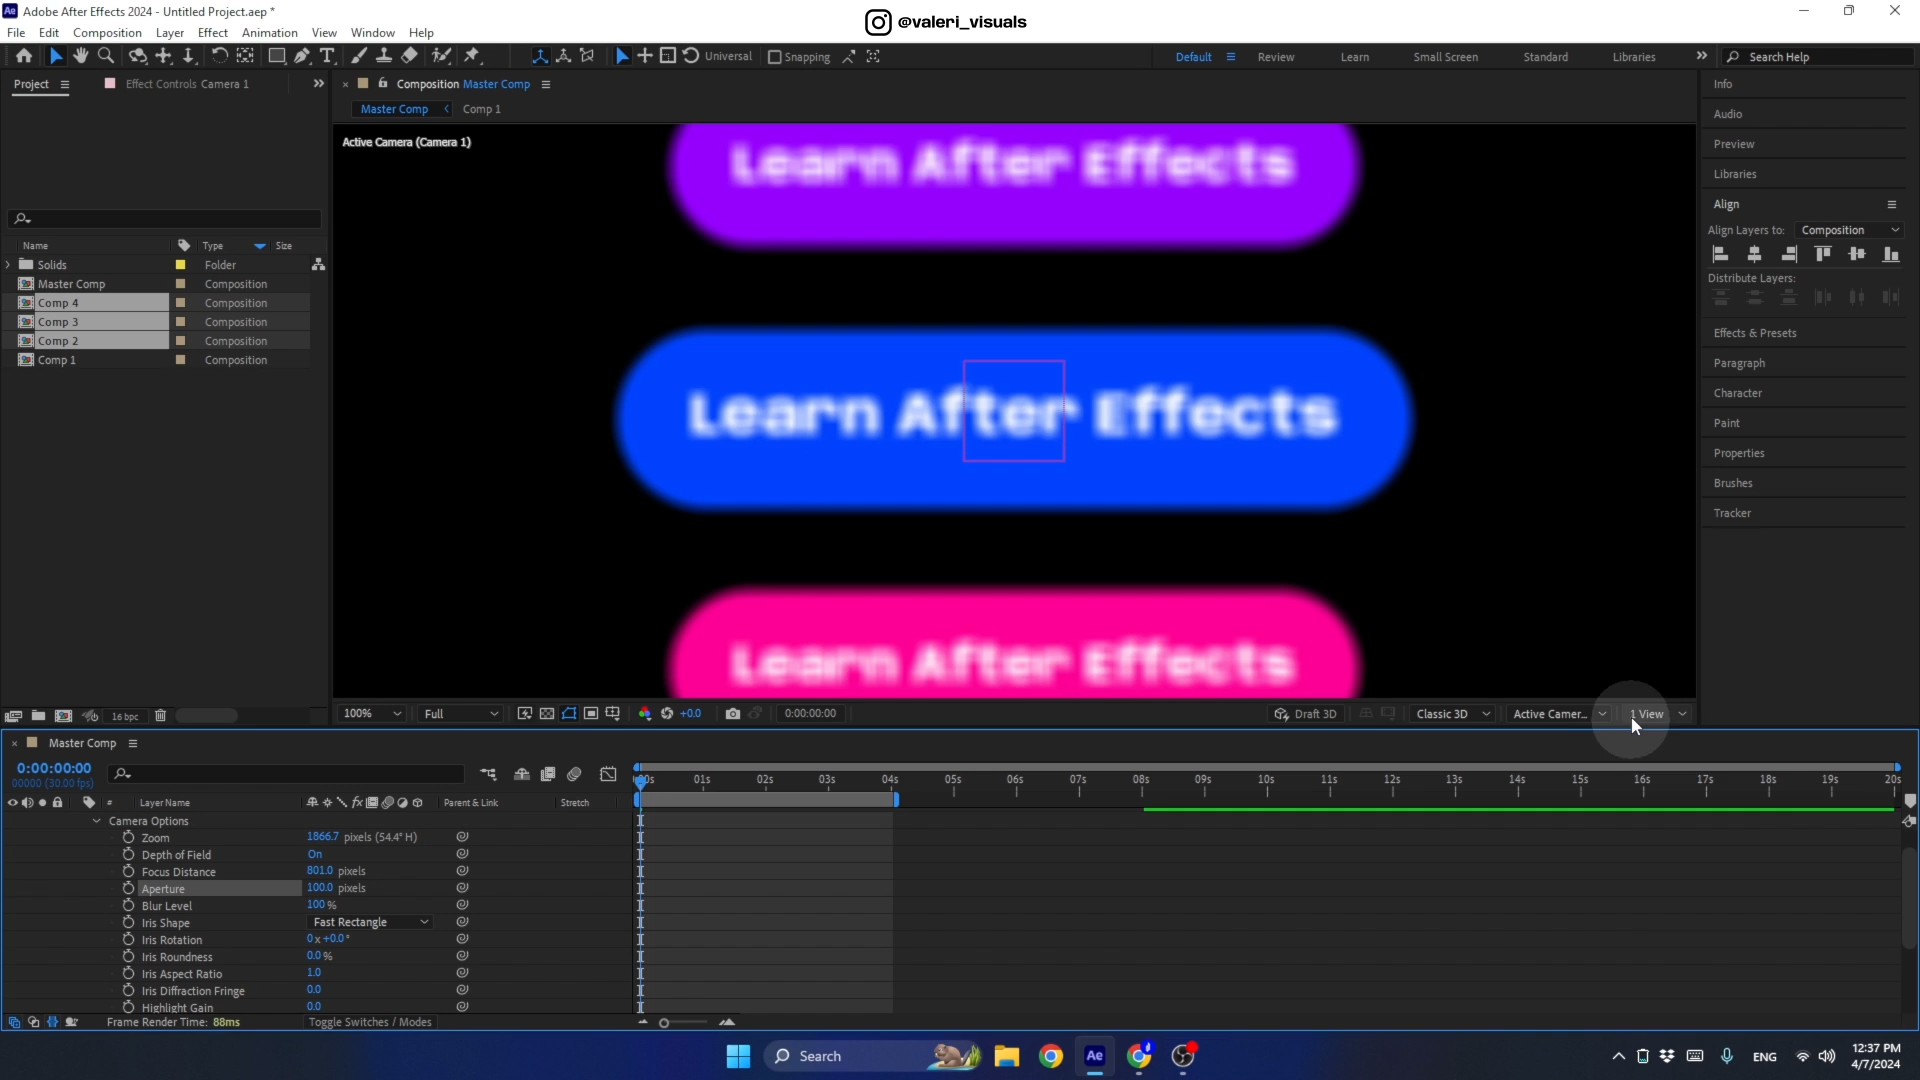 Adobe After Effects 2024 - Untitled Project.aep *
@valeri_visuals
File Edit Composition Layer Effect Animation View Window Help
Universal Snapping Default Review Learn Small Screen Standard Libraries Search Help
Project Effect Controls Camera 1
Composition Master Comp
Master Comp Comp 1
Active Camera (Camera 1)
Learn After Effects
Learn After Effects
Learn After Effects
Name Type Size
Solids Folder
Master Comp Composition
Comp 4 Composition
Comp 3 Composition
Comp 2 Composition
Comp 1 Composition
Info
Audio
Preview
Libraries
Align
Align Layers to: Composition
Distribute Layers:
Effects & Presets
Paragraph
Character
Paint
Properties
Brushes
Tracker
16 bpc
100% Full +0.0 0:00:00:00 Draft 3D Classic 3D Active Camer... 1 View
Master Comp
0:00:00:00
00000 (30.00 fps)
:00s 01s 02s 03s 04s 05s 06s 07s 08s 09s 10s 11s 12s 13s 14s 15s 16s 17s 18s 19s 20s
# Layer Name Parent & Link Stretch
Camera Options
Zoom 1866.7 pixels (54.4° H)
Depth of Field On
Focus Distance 801.0 pixels
Aperture 100.0 pixels
Blur Level 100 %
Iris Shape Fast Rectangle
Iris Rotation 0 x +0.0 °
Iris Roundness 0.0 %
Iris Aspect Ratio 1.0
Iris Diffraction Fringe 0.0
Highlight Gain 0.0
Frame Render Time: 88ms Toggle Switches / Modes
Search
ENG
12:37 PM
4/7/2024